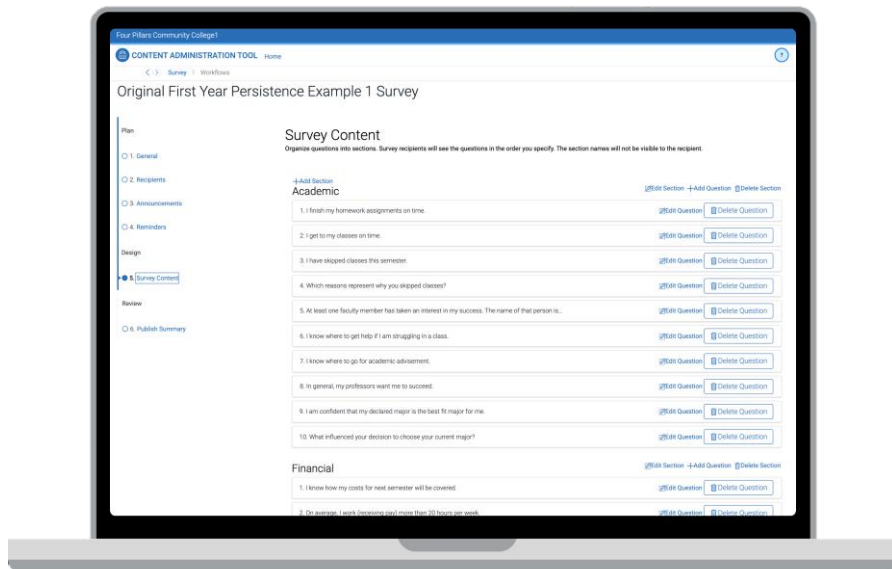 Four Pillars Community College1
CONTENT ADMINISTRATION TOOL Home
Survey Workflows
Original First Year Persistence Example 1 Survey
Plan
1. General
2. Recipients
3. Announcements
4. Reminders
Design
5. Survey Content
Review
6. Publish Summary
Survey Content
Organize questions into sections. Survey recipients will see the questions in the order you specify. The section names will not be visible to the recipient.
+Add Section
Academic Edit Section +Add Question Delete Section
1. I finish my homework assignments on time. Edit Question Delete Question
2. I get to my classes on time. Edit Question Delete Question
3. I have skipped classes this semester. Edit Question Delete Question
4. Which reasons represent why you skipped classes? Edit Question Delete Question
5. At least one faculty member has taken an interest in my success. The name of that person is... Edit Question Delete Question
6. I know where to get help if I am struggling in a class. Edit Question Delete Question
7. I know where to go for academic advisement. Edit Question Delete Question
8. In general, my professors want me to succeed. Edit Question Delete Question
9. I am confident that my declared major is the best fit major for me. Edit Question Delete Question
10. What influenced your decision to choose your current major? Edit Question Delete Question
Financial Edit Section +Add Question Delete Section
1. I know how my costs for next semester will be covered. Edit Question Delete Question
2. On average, I work (receiving pay) more than 20 hours per week. Edit Question Delete Question